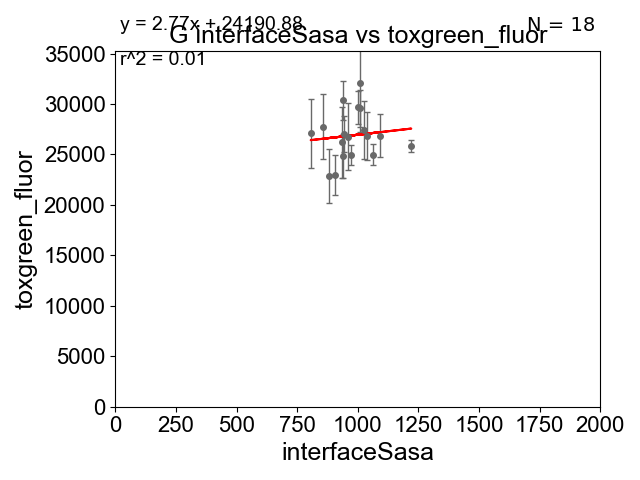 y = 2.77x + 24190.88
N = 18
G interfaceSasa vs toxgreen_fluor
r^2 = 0.01
35000
30000
25000
20000
15000
10000
5000
0
toxgreen_fluor
0 250 500 750 1000 1250 1500 1750 2000
interfaceSasa